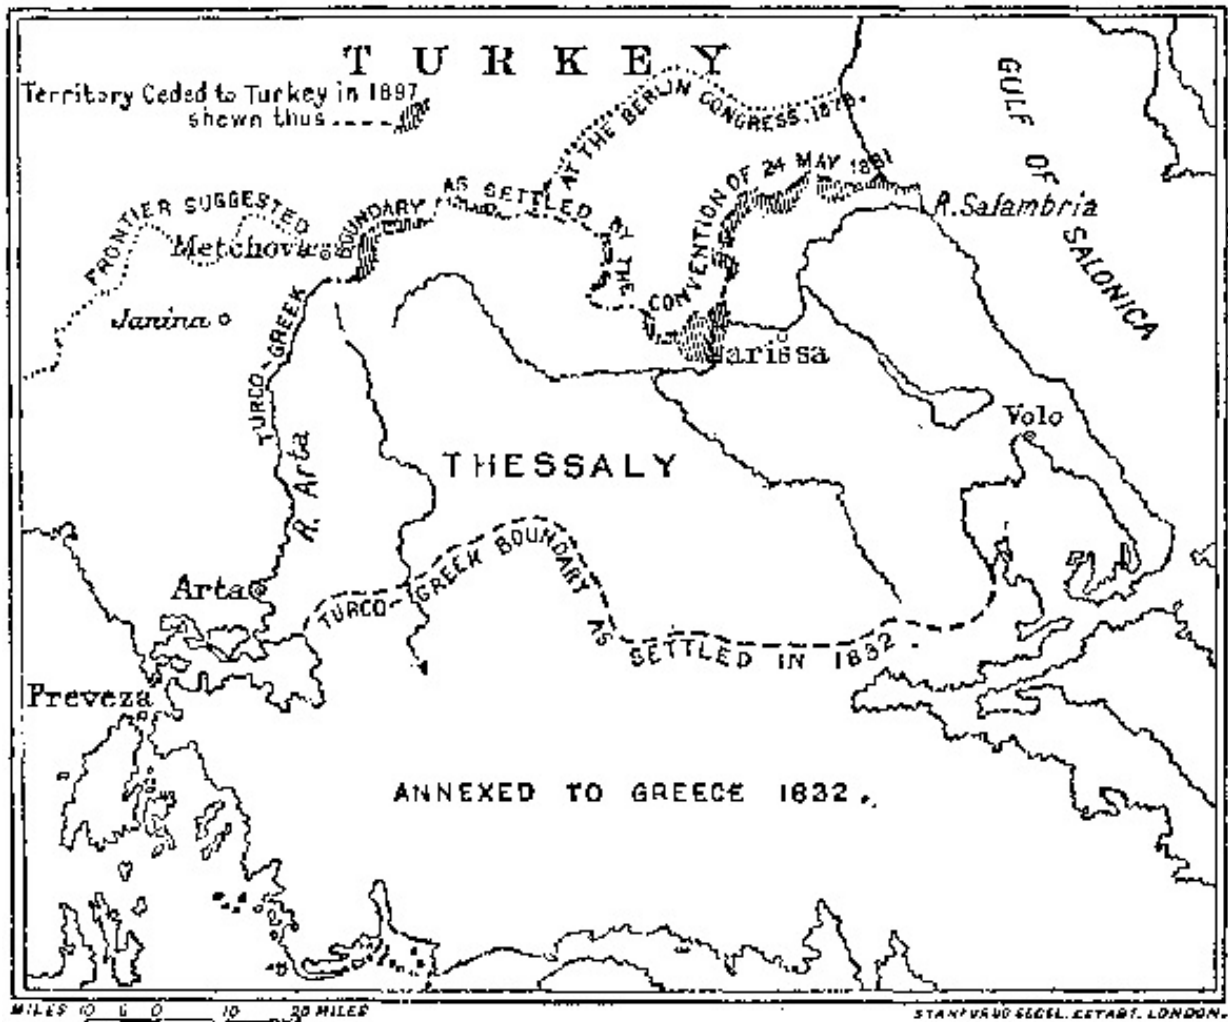 TURKEY
Territory Ceded to Turkey in 1897
shewn thus
FRONTIER SUGGESTED AT THE BERLIN CONGRESS, 1878.
TURCO-GREEK BOUNDARY AS SETTLED BY THE CONVENTION OF 24 MAY 1881
GULF OF SALONICA
R. Salambria
Metchova
Janina
Larissa
Volo
THESSALY
R. Arta
Arta
TURCO-GREEK BOUNDARY AS SETTLED IN 1832.
Preveza
ANNEXED TO GREECE 1832.
MILES 10 5 0 10 20 MILES
STANFORD'S GEOGL. ESTABT., LONDON.